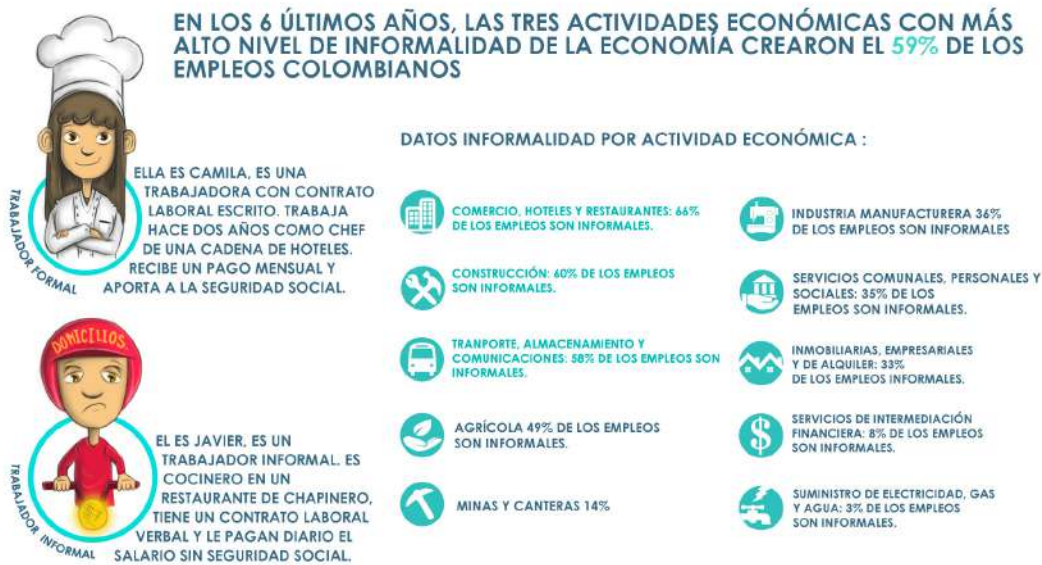 EN LOS 6 ÚLTIMOS AÑOS, LAS TRES ACTIVIDADES ECONÓMICAS CON MÁS
ALTO NIVEL DE INFORMALIDAD DE LA ECONOMÍA CREARON EL 59% DE LOS
EMPLEOS COLOMBIANOS
ELLA ES CAMILA, ES UNA
TRABAJADORA CON CONTRATO
LABORAL ESCRITO. TRABAJA
HACE DOS AÑOS COMO CHEF
DE UNA CADENA DE HOTELES.
RECIBE UN PAGO MENSUAL Y
APORTA A LA SEGURIDAD SOCIAL.
TRABAJADOR FORMAL
DOMICILIOS
EL ES JAVIER, ES UN
TRABAJADOR INFORMAL. ES
COCINERO EN UN
RESTAURANTE DE CHAPINERO,
TIENE UN CONTRATO LABORAL
VERBAL Y LE PAGAN DIARIO EL
SALARIO SIN SEGURIDAD SOCIAL.
TRABAJADOR INFORMAL
DATOS INFORMALIDAD POR ACTIVIDAD ECONÓMICA :
COMERCIO, HOTELES Y RESTAURANTES: 66%
DE LOS EMPLEOS SON INFORMALES.
CONSTRUCCIÓN: 60% DE LOS EMPLEOS
SON INFORMALES.
TRANPORTE, ALMACENAMIENTO Y
COMUNICACIONES: 58% DE LOS EMPLEOS SON
INFORMALES.
AGRÍCOLA 49% DE LOS EMPLEOS
SON INFORMALES.
MINAS Y CANTERAS 14%
INDUSTRIA MANUFACTURERA 36%
DE LOS EMPLEOS SON INFORMALES
SERVICIOS COMUNALES, PERSONALES Y
SOCIALES: 35% DE LOS
EMPLEOS SON INFORMALES.
INMOBILIARIAS, EMPRESARIALES
Y DE ALQUILER: 33%
DE LOS EMPLEOS INFORMALES.
$
SERVICIOS DE INTERMEDIACIÓN
FINANCIERA: 8% DE LOS EMPLEOS
SON INFORMALES.
SUMINISTRO DE ELECTRICIDAD, GAS
Y AGUA: 3% DE LOS EMPLEOS
SON INFORMALES.